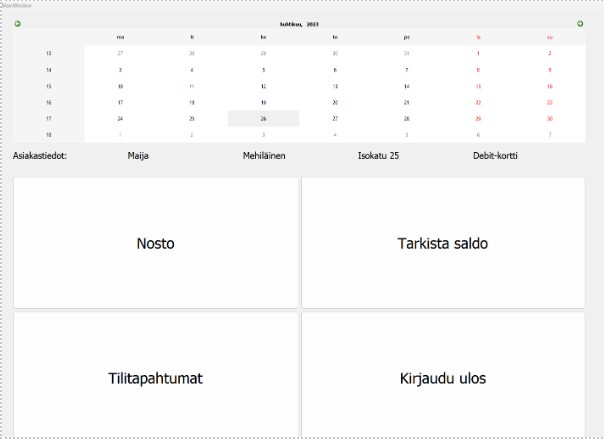 MainWindow
huhtikuu, 2023
ma ti ke to pe la su
13 27 28 29 30 31 1 2
14 3 4 5 6 7 8 9
15 10 11 12 13 14 15 16
16 17 18 19 20 21 22 23
17 24 25 26 27 28 29 30
18 1 2 3 4 5 6 7
Asiakastiedot: Maija Mehiläinen Isokatu 25 Debit-kortti
Nosto Tarkista saldo
Tilitapahtumat Kirjaudu ulos